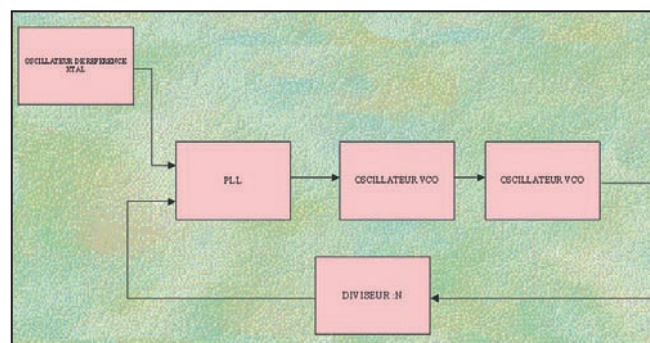 OSCILLATEUR DE REFERENCE
XTAL
PLL
OSCILLATEUR VCO
OSCILLATEUR VCO
DIVISEUR :N